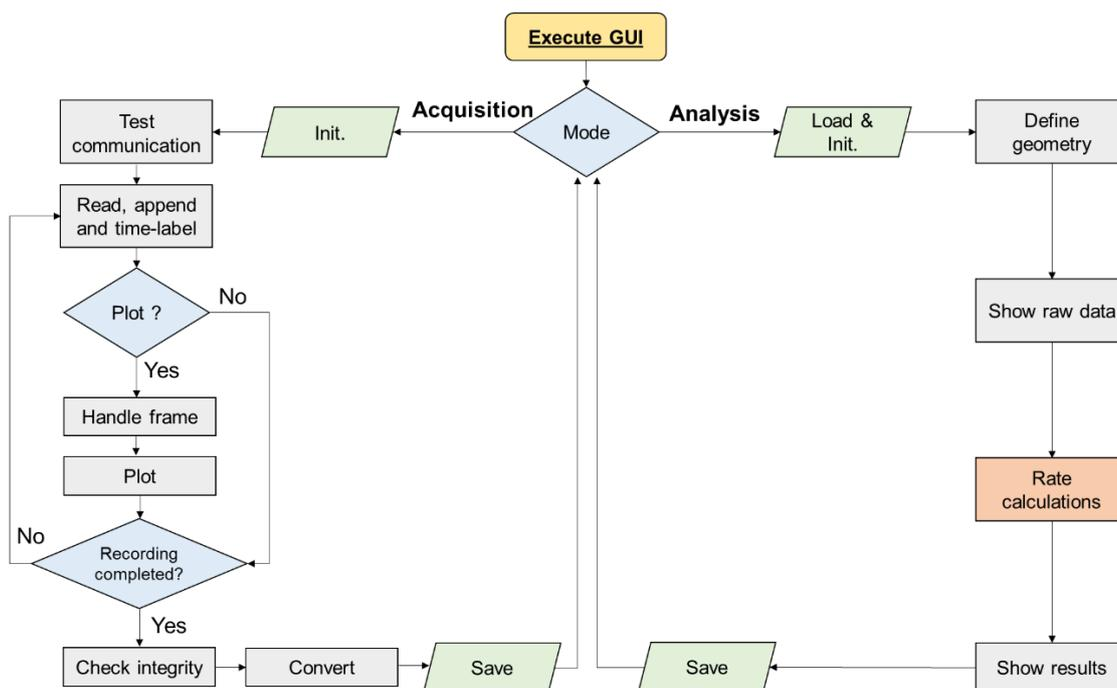 Execute GUI
Mode
Acquisition
Init.
Test
communication
Read, append
and time-label
Plot ?
No
Yes
Handle frame
Plot
No
Recording
completed?
Yes
Check integrity
Convert
Save
Analysis
Load &
Init.
Define
geometry
Show raw data
Rate
calculations
Show results
Save